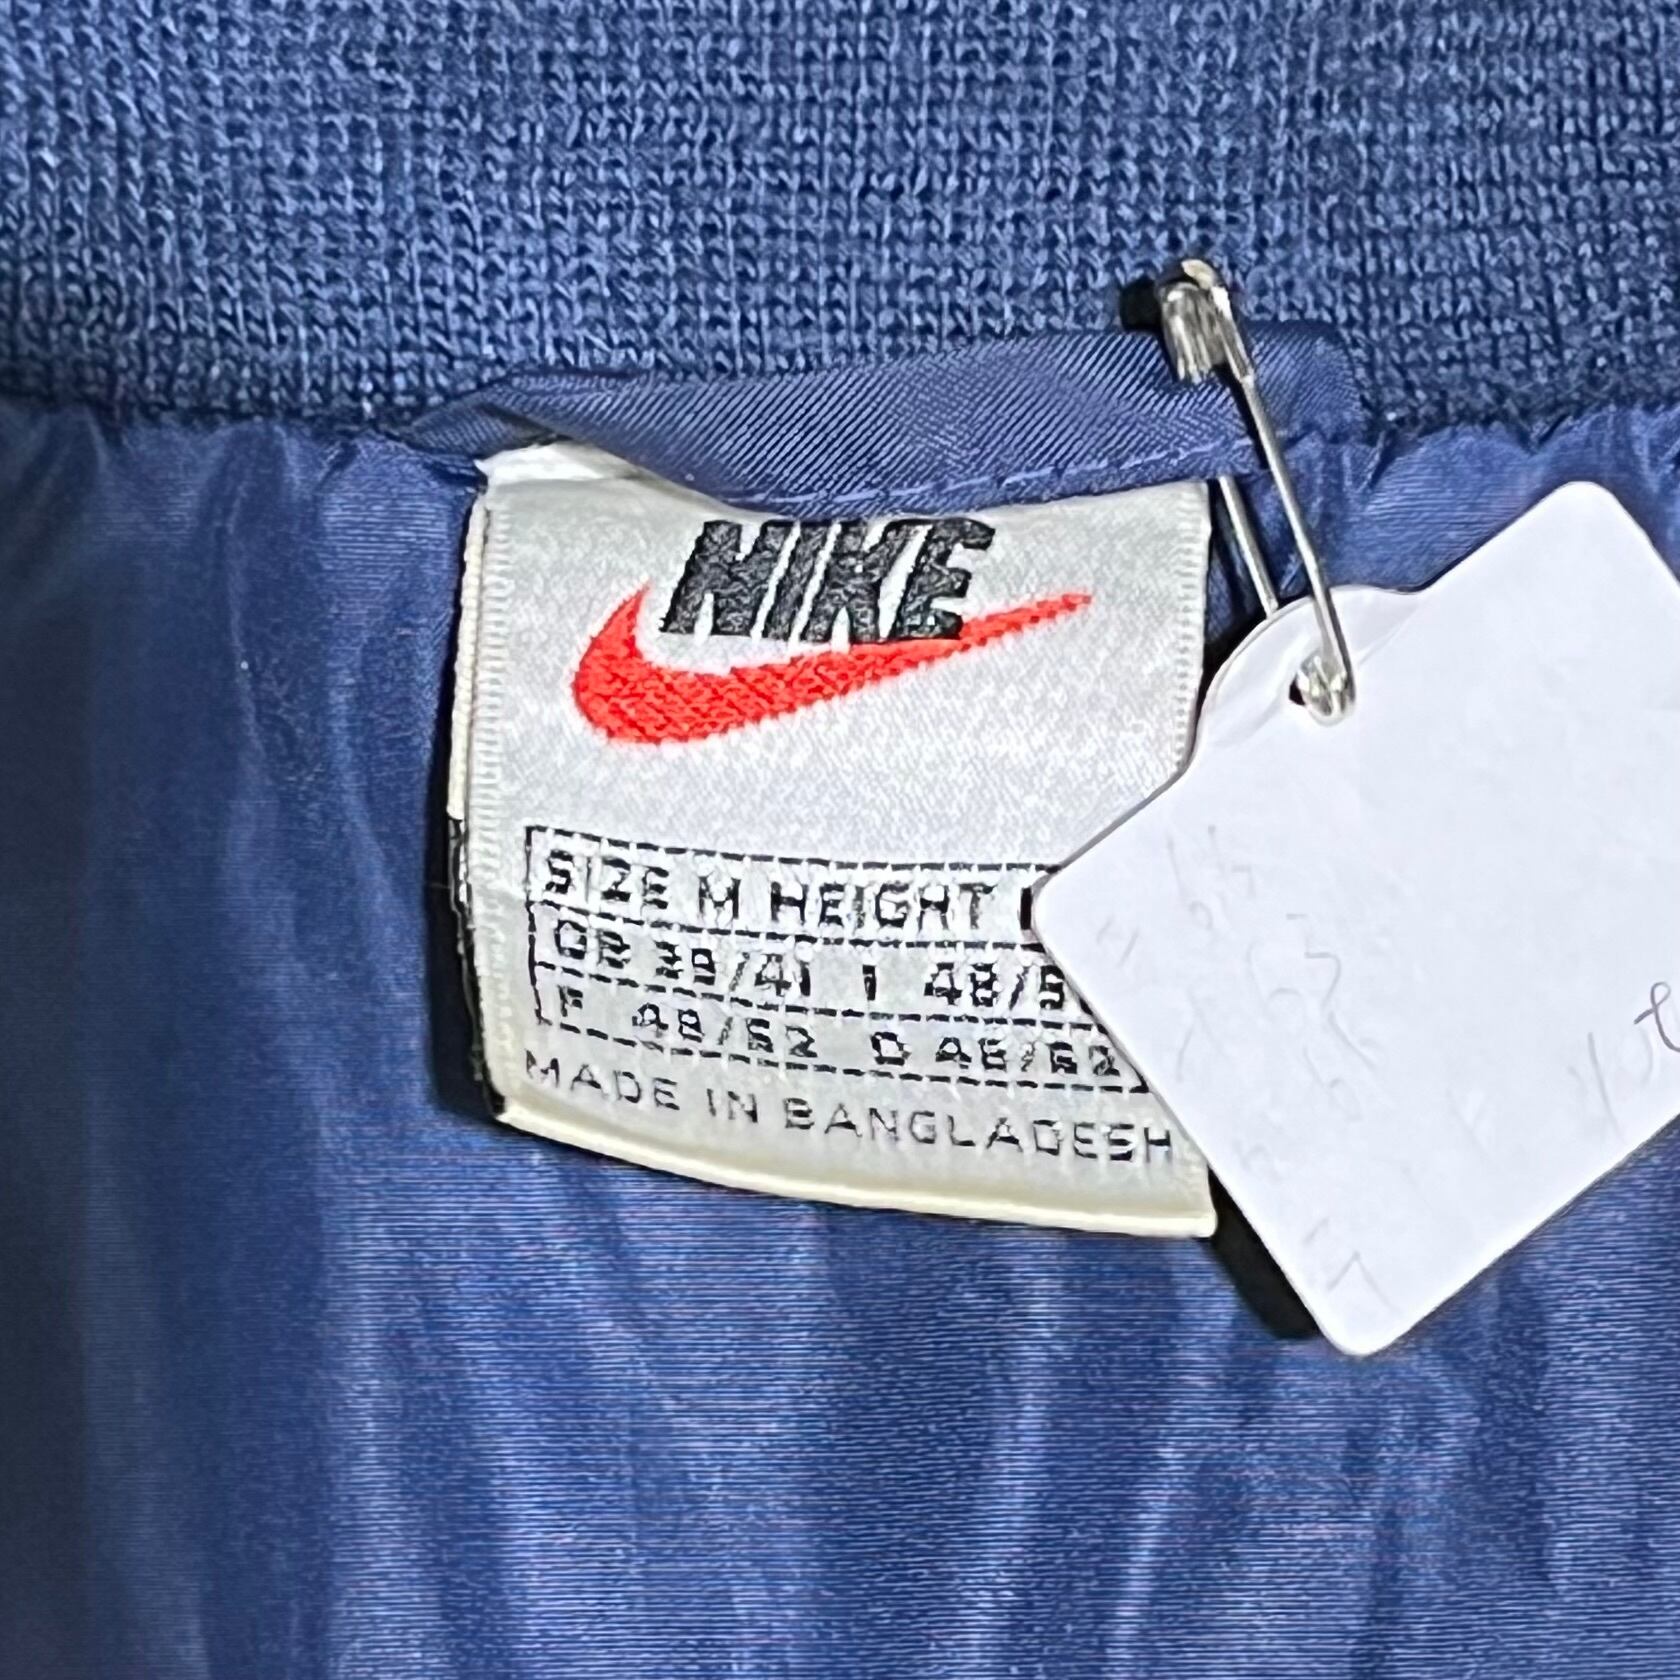 NIKE
SIZE M HEIGHT
GB 39/41 I 48/5
F 48/52 D 48/52
MADE IN BANGLADESH